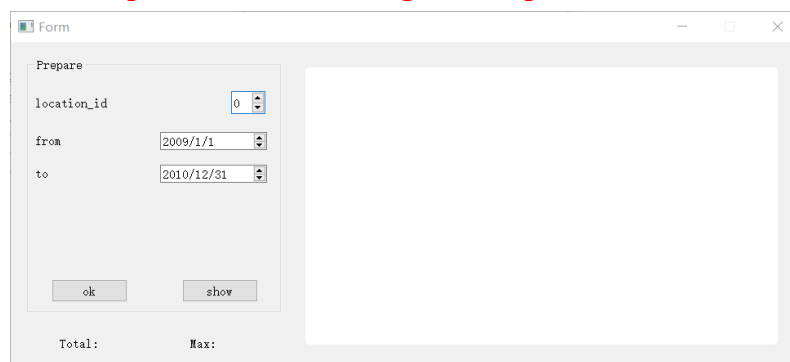 Form
Prepare
location_id 0
from 2009/1/1
to 2010/12/31
ok show
Total: Max: